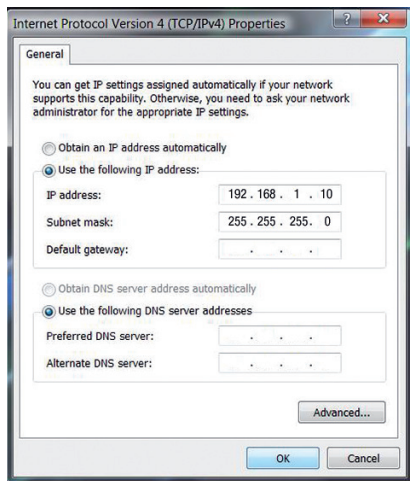 Internet Protocol Version 4 (TCP/IPv4) Properties
General
You can get IP settings assigned automatically if your network
supports this capability. Otherwise, you need to ask your network
administrator for the appropriate IP settings.
Obtain an IP address automatically
Use the following IP address:
IP address: 192 . 168 . 1 . 10
Subnet mask: 255 . 255 . 255 . 0
Default gateway: . . .
Obtain DNS server address automatically
Use the following DNS server addresses
Preferred DNS server: . . .
Alternate DNS server: . . .
Advanced...
OK Cancel